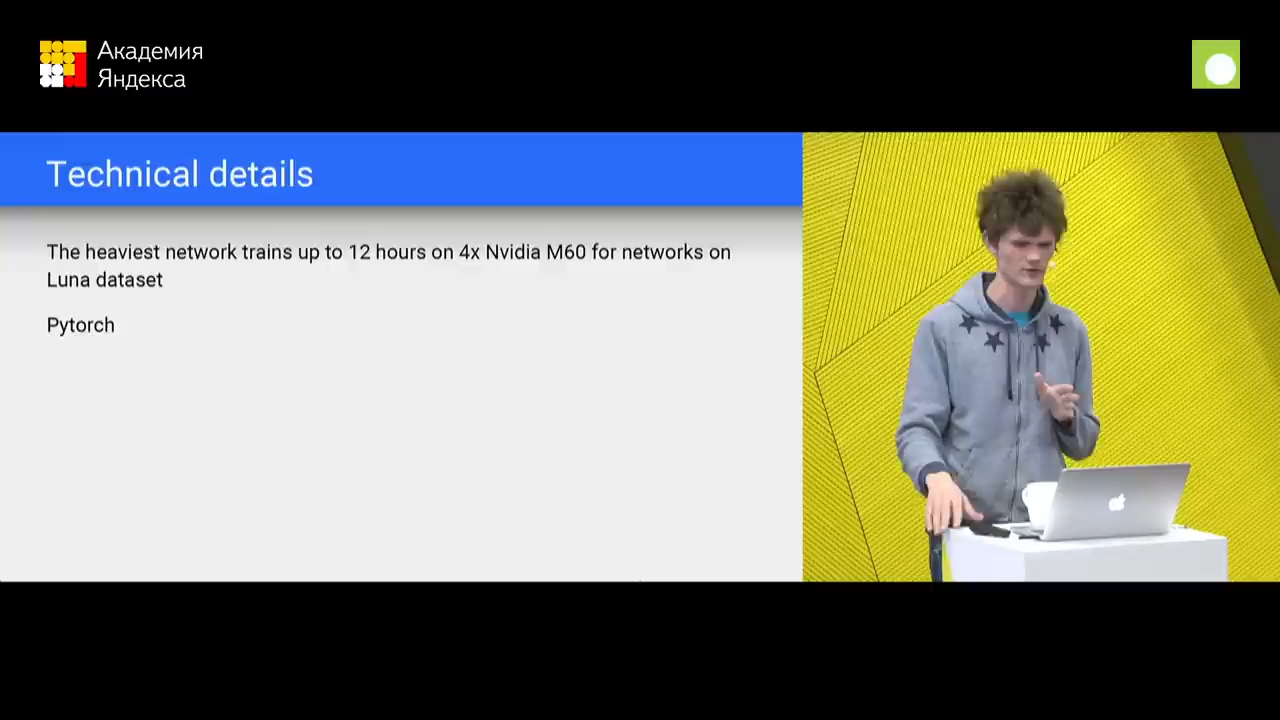 Академия
Яндекса
Technical details
The heaviest network trains up to 12 hours on 4x Nvidia M60 for networks on
Luna dataset
Pytorch